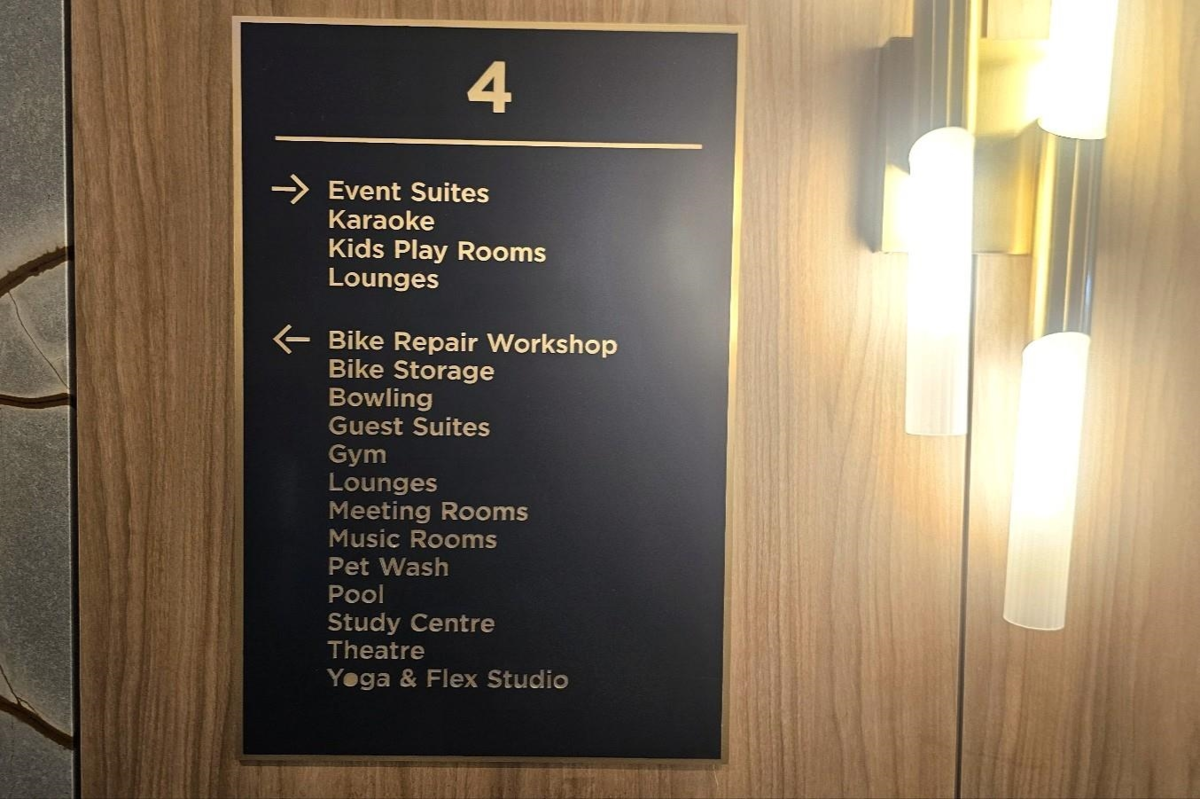 4
→ Event Suites
Karaoke
Kids Play Rooms
Lounges
← Bike Repair Workshop
Bike Storage
Bowling
Guest Suites
Gym
Lounges
Meeting Rooms
Music Rooms
Pet Wash
Pool
Study Centre
Theatre
Yoga & Flex Studio